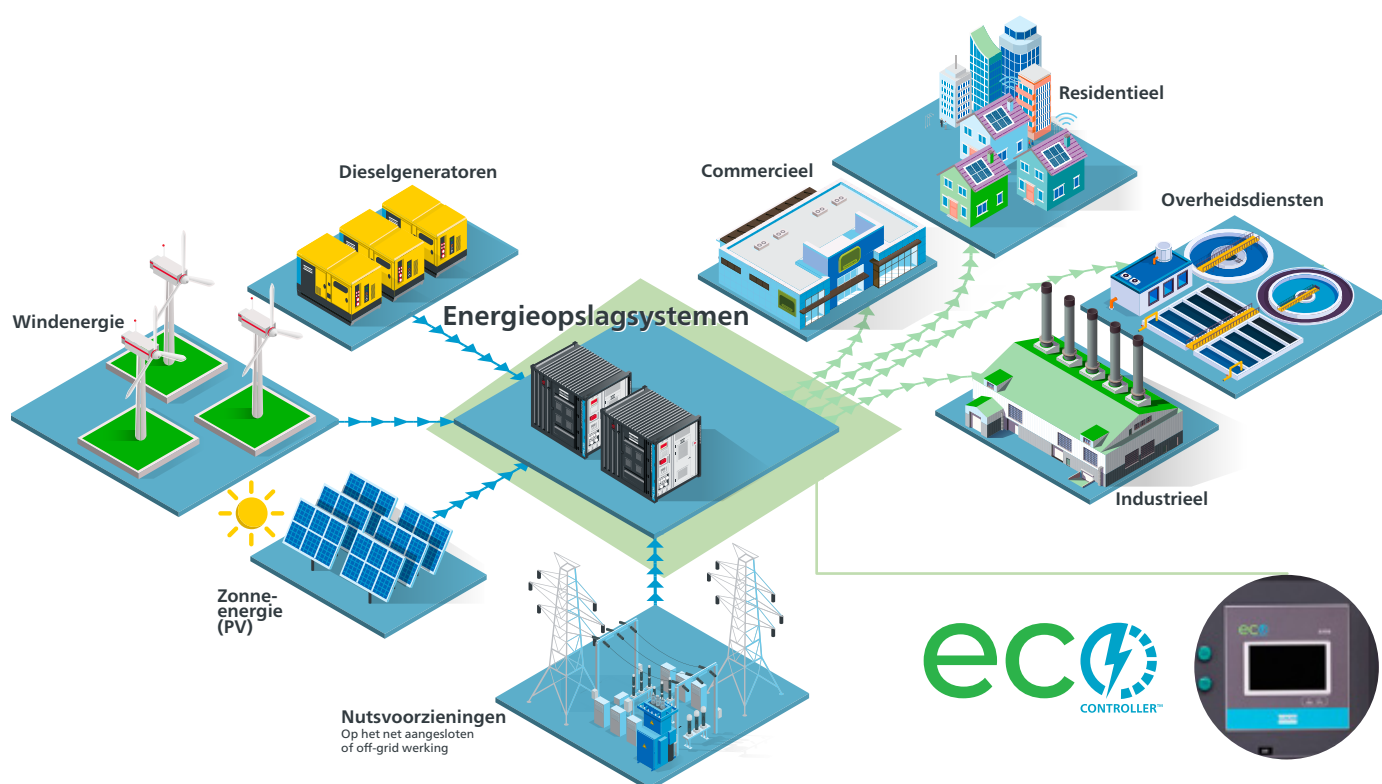 Residentieel
Dieselgeneratoren
Commercieel
Overheidsdiensten
Windenergie
Energieopslagsystemen
Industrieel
Zonne-
energie
(PV)
Nutsvoorzieningen
Op het net aangesloten
of off-grid werking
eco
CONTROLLER™
eco